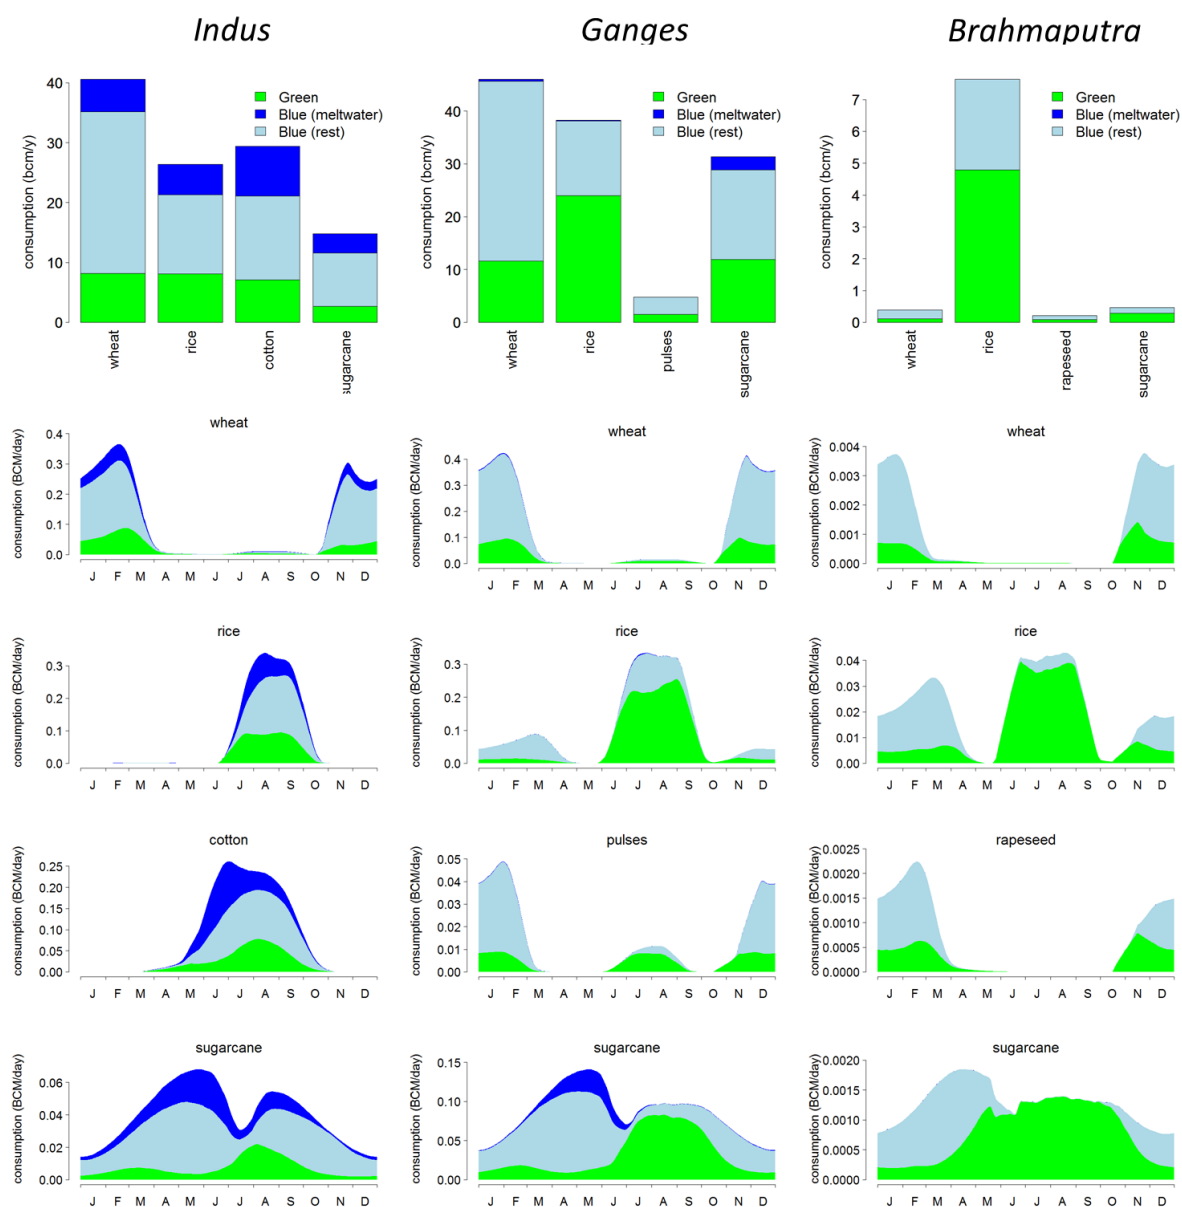 Indus Ganges Brahmaputra
Green
Blue (meltwater)
Blue (rest)
consumption (bcm/y)
40
30
20
10
0
wheat rice cotton sugarcane
Green
Blue (meltwater)
Blue (rest)
consumption (bcm/y)
40
30
20
10
0
wheat rice pulses sugarcane
Green
Blue (meltwater)
Blue (rest)
consumption (bcm/y)
7
6
5
4
3
2
1
0
wheat rice rapeseed sugarcane
wheat
consumption (BCM/day)
0.4
0.3
0.2
0.1
0.0
J F M A M J J A S O N D
wheat
consumption (BCM/day)
0.4
0.3
0.2
0.1
0.0
J F M A M J J A S O N D
wheat
consumption (BCM/day)
0.004
0.003
0.002
0.001
0.000
J F M A M J J A S O N D
rice
consumption (BCM/day)
0.3
0.2
0.1
0.0
J F M A M J J A S O N D
rice
consumption (BCM/day)
0.3
0.2
0.1
0.0
J F M A M J J A S O N D
rice
consumption (BCM/day)
0.04
0.03
0.02
0.01
0.00
J F M A M J J A S O N D
cotton
consumption (BCM/day)
0.25
0.20
0.15
0.10
0.05
0.00
J F M A M J J A S O N D
pulses
consumption (BCM/day)
0.05
0.04
0.03
0.02
0.01
0.00
J F M A M J J A S O N D
rapeseed
consumption (BCM/day)
0.0025
0.0020
0.0015
0.0010
0.0005
0.0000
J F M A M J J A S O N D
sugarcane
consumption (BCM/day)
0.06
0.04
0.02
0.00
J F M A M J J A S O N D
sugarcane
consumption (BCM/day)
0.15
0.10
0.05
0.00
J F M A M J J A S O N D
sugarcane
consumption (BCM/day)
0.0020
0.0015
0.0010
0.0005
0.0000
J F M A M J J A S O N D